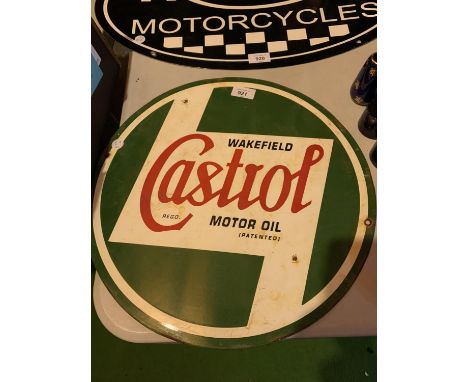 MOTORCYCLES
WAKEFIELD
Castrol
REGD.
MOTOR OIL
(PATENTED)